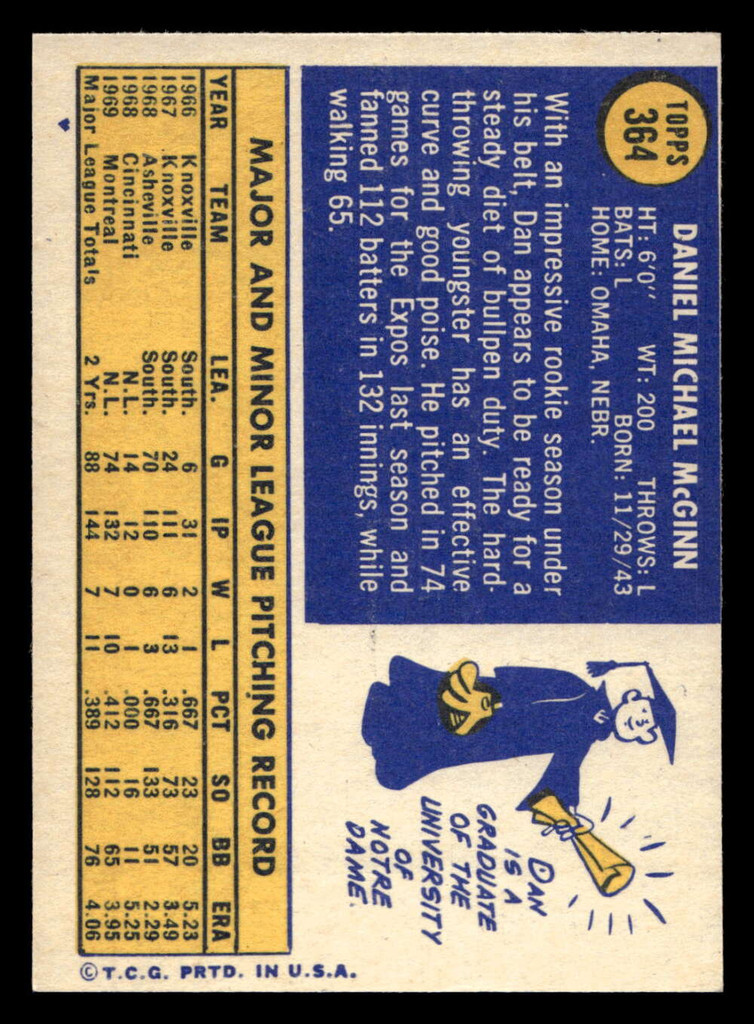 TOPPS
364
DANIEL MICHAEL McGINN
HT: 6'0" WT: 200 THROWS: L
BATS: L BORN: 11/29/43
HOME: OMAHA, NEBR.
With an impressive rookie season under
his belt, Dan appears to be ready for a
steady diet of bullpen duty. The hard-
throwing youngster has an effective
curve and good poise. He pitched in 74
games for the Expos last season and
fanned 112 batters in 132 innings, while
walking 65.
DAN
IS A
GRADUATE
OF THE
UNIVERSITY
OF
NOTRE
DAME.
MAJOR AND MINOR LEAGUE PITCHING RECORD
YEAR TEAM LEA. G IP W L PCT SO BB ERA
1966 Knoxville South. 6 31 2 1 .667 23 20 5.23
1967 Knoxville South. 24 111 6 13 .316 73 57 3.49
1968 Asheville South. 70 110 6 3 .667 133 51 2.29
1968 Cincinnati N.L. 14 12 0 1 .000 16 11 5.25
1969 Montreal N.L. 74 132 7 10 .412 112 65 3.95
Major League Totals 2 Yrs. 88 144 7 11 .389 128 76 4.06
© T.C.G. PRTD. IN U.S.A.